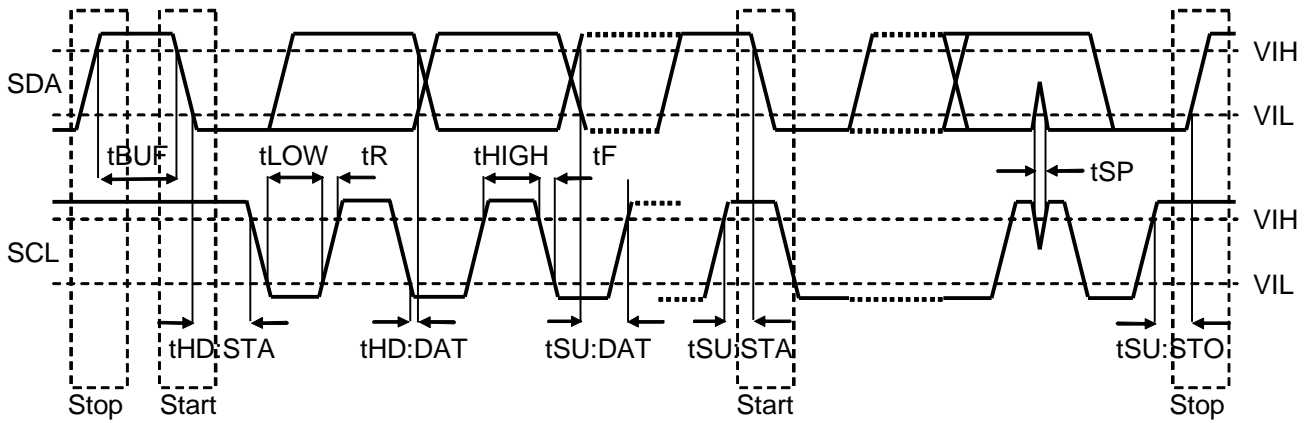 VIH
SDA
VIL
tBUF tLOW tR tHIGH tF
tSP
VIH
SCL
VIL
tHD:STA tHD:DAT tSU:DAT tSU:STA tSU:STO
Stop Start Start Stop